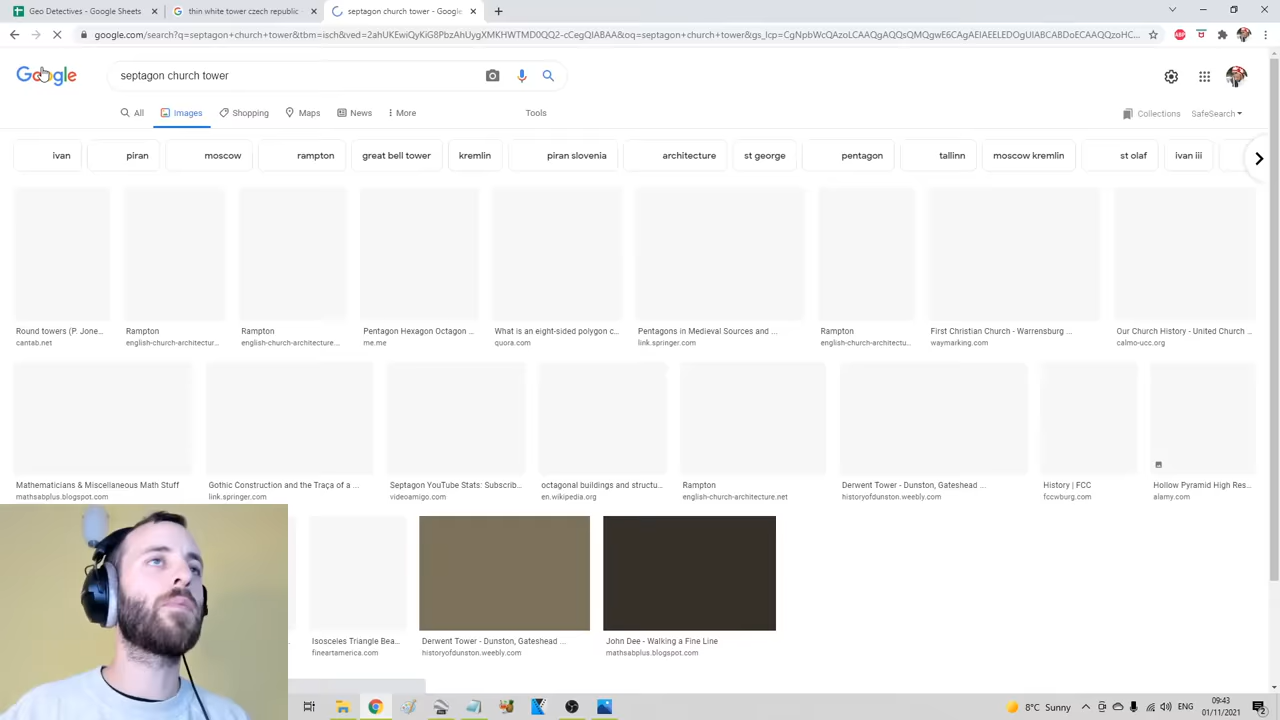 Geo Detectives - Google Sheets
thin white tower czech republic
septagon church tower - Google
google.com/search?q=septagon+church+tower&tbm=isch&ved=2ahUKEwiQyKiG8PbzAhUygXMKHWTMD0QQ2-cCegQIABAA&oq=septagon+church+tower&gs_lcp=CgNpbWcQAzoLCAAQgAQQsQMQgwE6CAgAEIAEELEDOgUIABCABDoECAAQQzoHC...
Google
septagon church tower
All
Images
Shopping
Maps
News
More
Tools
Collections
SafeSearch
ivan
piran
moscow
rampton
great bell tower
kremlin
piran slovenia
architecture
st george
pentagon
tallinn
moscow kremlin
st olaf
ivan iii
Round towers (P. Jone...
cantab.net
Rampton
english-church-architectur...
Rampton
english-church-architecture...
Pentagon Hexagon Octagon ...
me.me
What is an eight-sided polygon c...
quora.com
Pentagons in Medieval Sources and ...
link.springer.com
Rampton
english-church-architectu...
First Christian Church - Warrensburg ...
waymarking.com
Our Church History - United Church ...
calmo-ucc.org
Mathematicians & Miscellaneous Math Stuff
mathsabplus.blogspot.com
Gothic Construction and the Traça of a ...
link.springer.com
Septagon YouTube Stats: Subscrib...
videoamigo.com
octagonal buildings and structu...
en.wikipedia.org
Rampton
english-church-architecture.net
Derwent Tower - Dunston, Gateshead ...
historyofdunston.weebly.com
History | FCC
fccwburg.com
Hollow Pyramid High Res...
alamy.com
Isosceles Triangle Bea...
fineartamerica.com
Derwent Tower - Dunston, Gateshead ...
historyofdunston.weebly.com
John Dee - Walking a Fine Line
mathsabplus.blogspot.com
8°C Sunny
ENG
09:43
01/11/2021